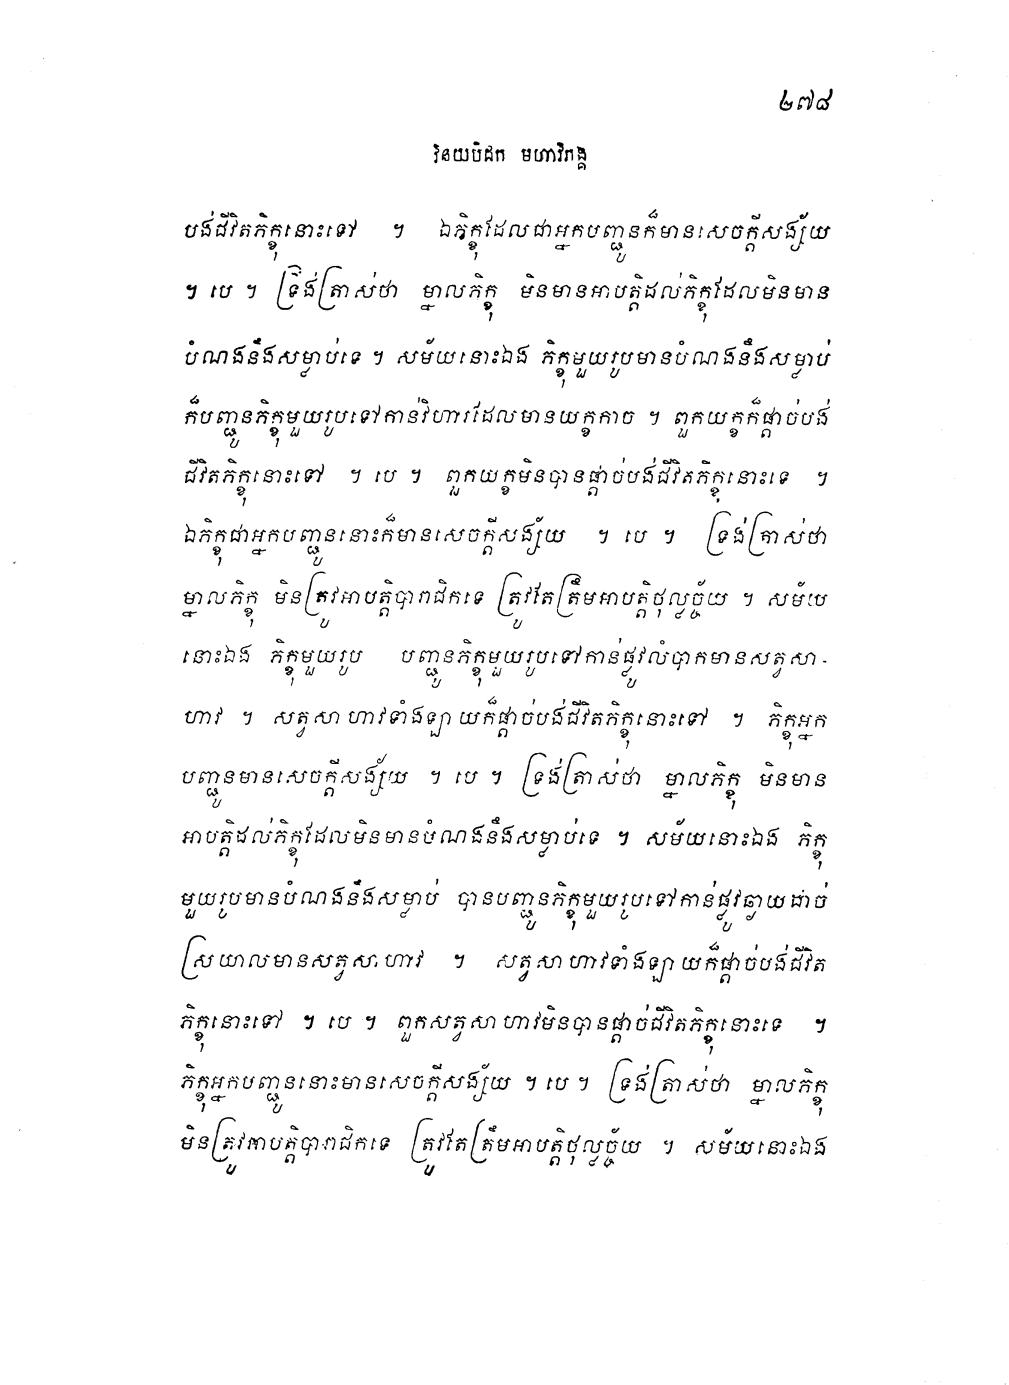 ២៧៨
វិនយបិដក មហាវិភង្គ
បង់ជីវិតភិក្ខុនោះទៅ ។ ឯភិក្ខុដែលជាអ្នកបញ្ជូនក៏មានសេចក្តីសង្ស័យ
។ បេ ។ ទ្រង់ត្រាស់ថា ម្នាលភិក្ខុ មិនមានអាបត្តិដល់ភិក្ខុដែលមិនមាន
បំណងនឹងសម្លាប់ទេ ។ សម័យនោះឯង ភិក្ខុមួយរូបមានបំណងនឹងសម្លាប់
ក៏បញ្ជូនភិក្ខុមួយរូបទៅកាន់វិហារដែលមានយក្ខកាច ។ ពួកយក្ខក៏ផ្តាច់បង់
ជីវិតភិក្ខុនោះទៅ ។ បេ ។ ពួកយក្ខមិនបានផ្តាច់បង់ជីវិតភិក្ខុនោះទេ ។
ឯភិក្ខុជាអ្នកបញ្ជូននោះក៏មានសេចក្តីសង្ស័យ ។ បេ ។ ទ្រង់ត្រាស់ថា
ម្នាលភិក្ខុ មិនត្រូវអាបត្តិបារាជិកទេ ត្រូវតែត្រឹមអាបត្តិថុល្លច្ច័យ ។ សម័យ
នោះឯង ភិក្ខុមួយរូប បញ្ជូនភិក្ខុមួយរូបទៅកាន់ផ្លូវលំបាកមានសត្វសា-
ហាវ ។ សត្វសាហាវទាំងឡាយក៏ផ្តាច់បង់ជីវិតភិក្ខុនោះទៅ ។ ភិក្ខុអ្នក
បញ្ជូនមានសេចក្តីសង្ស័យ ។ បេ ។ ទ្រង់ត្រាស់ថា ម្នាលភិក្ខុ មិនមាន
អាបត្តិដល់ភិក្ខុដែលមិនមានបំណងនឹងសម្លាប់ទេ ។ សម័យនោះឯង ភិក្ខុ
មួយរូបមានបំណងនឹងសម្លាប់ បានបញ្ជូនភិក្ខុមួយរូបទៅកាន់ផ្លូវឆ្ងាយដាច់
ស្រយាលមានសត្វសាហាវ ។ សត្វសាហាវទាំងឡាយក៏ផ្តាច់បង់ជីវិត
ភិក្ខុនោះទៅ ។ បេ ។ ពួកសត្វសាហាវមិនបានផ្តាច់ជីវិតភិក្ខុនោះទេ ។
ភិក្ខុអ្នកបញ្ជូននោះមានសេចក្តីសង្ស័យ ។ បេ ។ ទ្រង់ត្រាស់ថា ម្នាលភិក្ខុ
មិនត្រូវអាបត្តិបារាជិកទេ ត្រូវតែត្រឹមអាបត្តិថុល្លច្ច័យ ។ សម័យនោះឯង